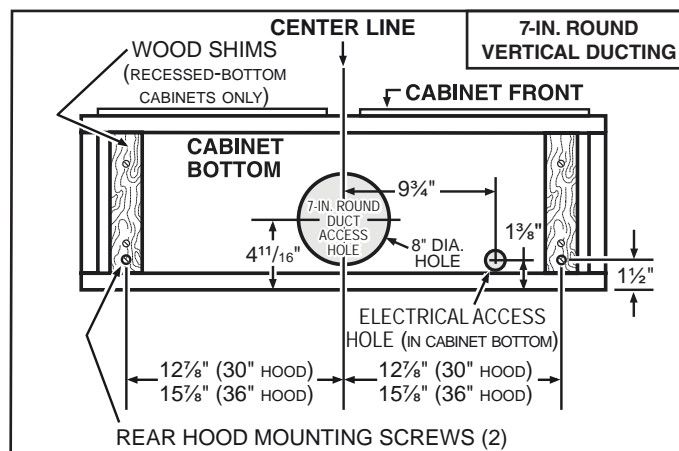 CENTER LINE
7-IN. ROUND
VERTICAL DUCTING
WOOD SHIMS
(RECESSED-BOTTOM
CABINETS ONLY)
CABINET FRONT
CABINET
BOTTOM
9¾"
7-IN. ROUND
DUCT
ACCESS
HOLE
1⅜"
4¹¹/₁₆"
8" DIA.
HOLE
1½"
ELECTRICAL ACCESS
HOLE (IN CABINET BOTTOM)
12⅞" (30" HOOD)
15⅞" (36" HOOD)
12⅞" (30" HOOD)
15⅞" (36" HOOD)
REAR HOOD MOUNTING SCREWS (2)